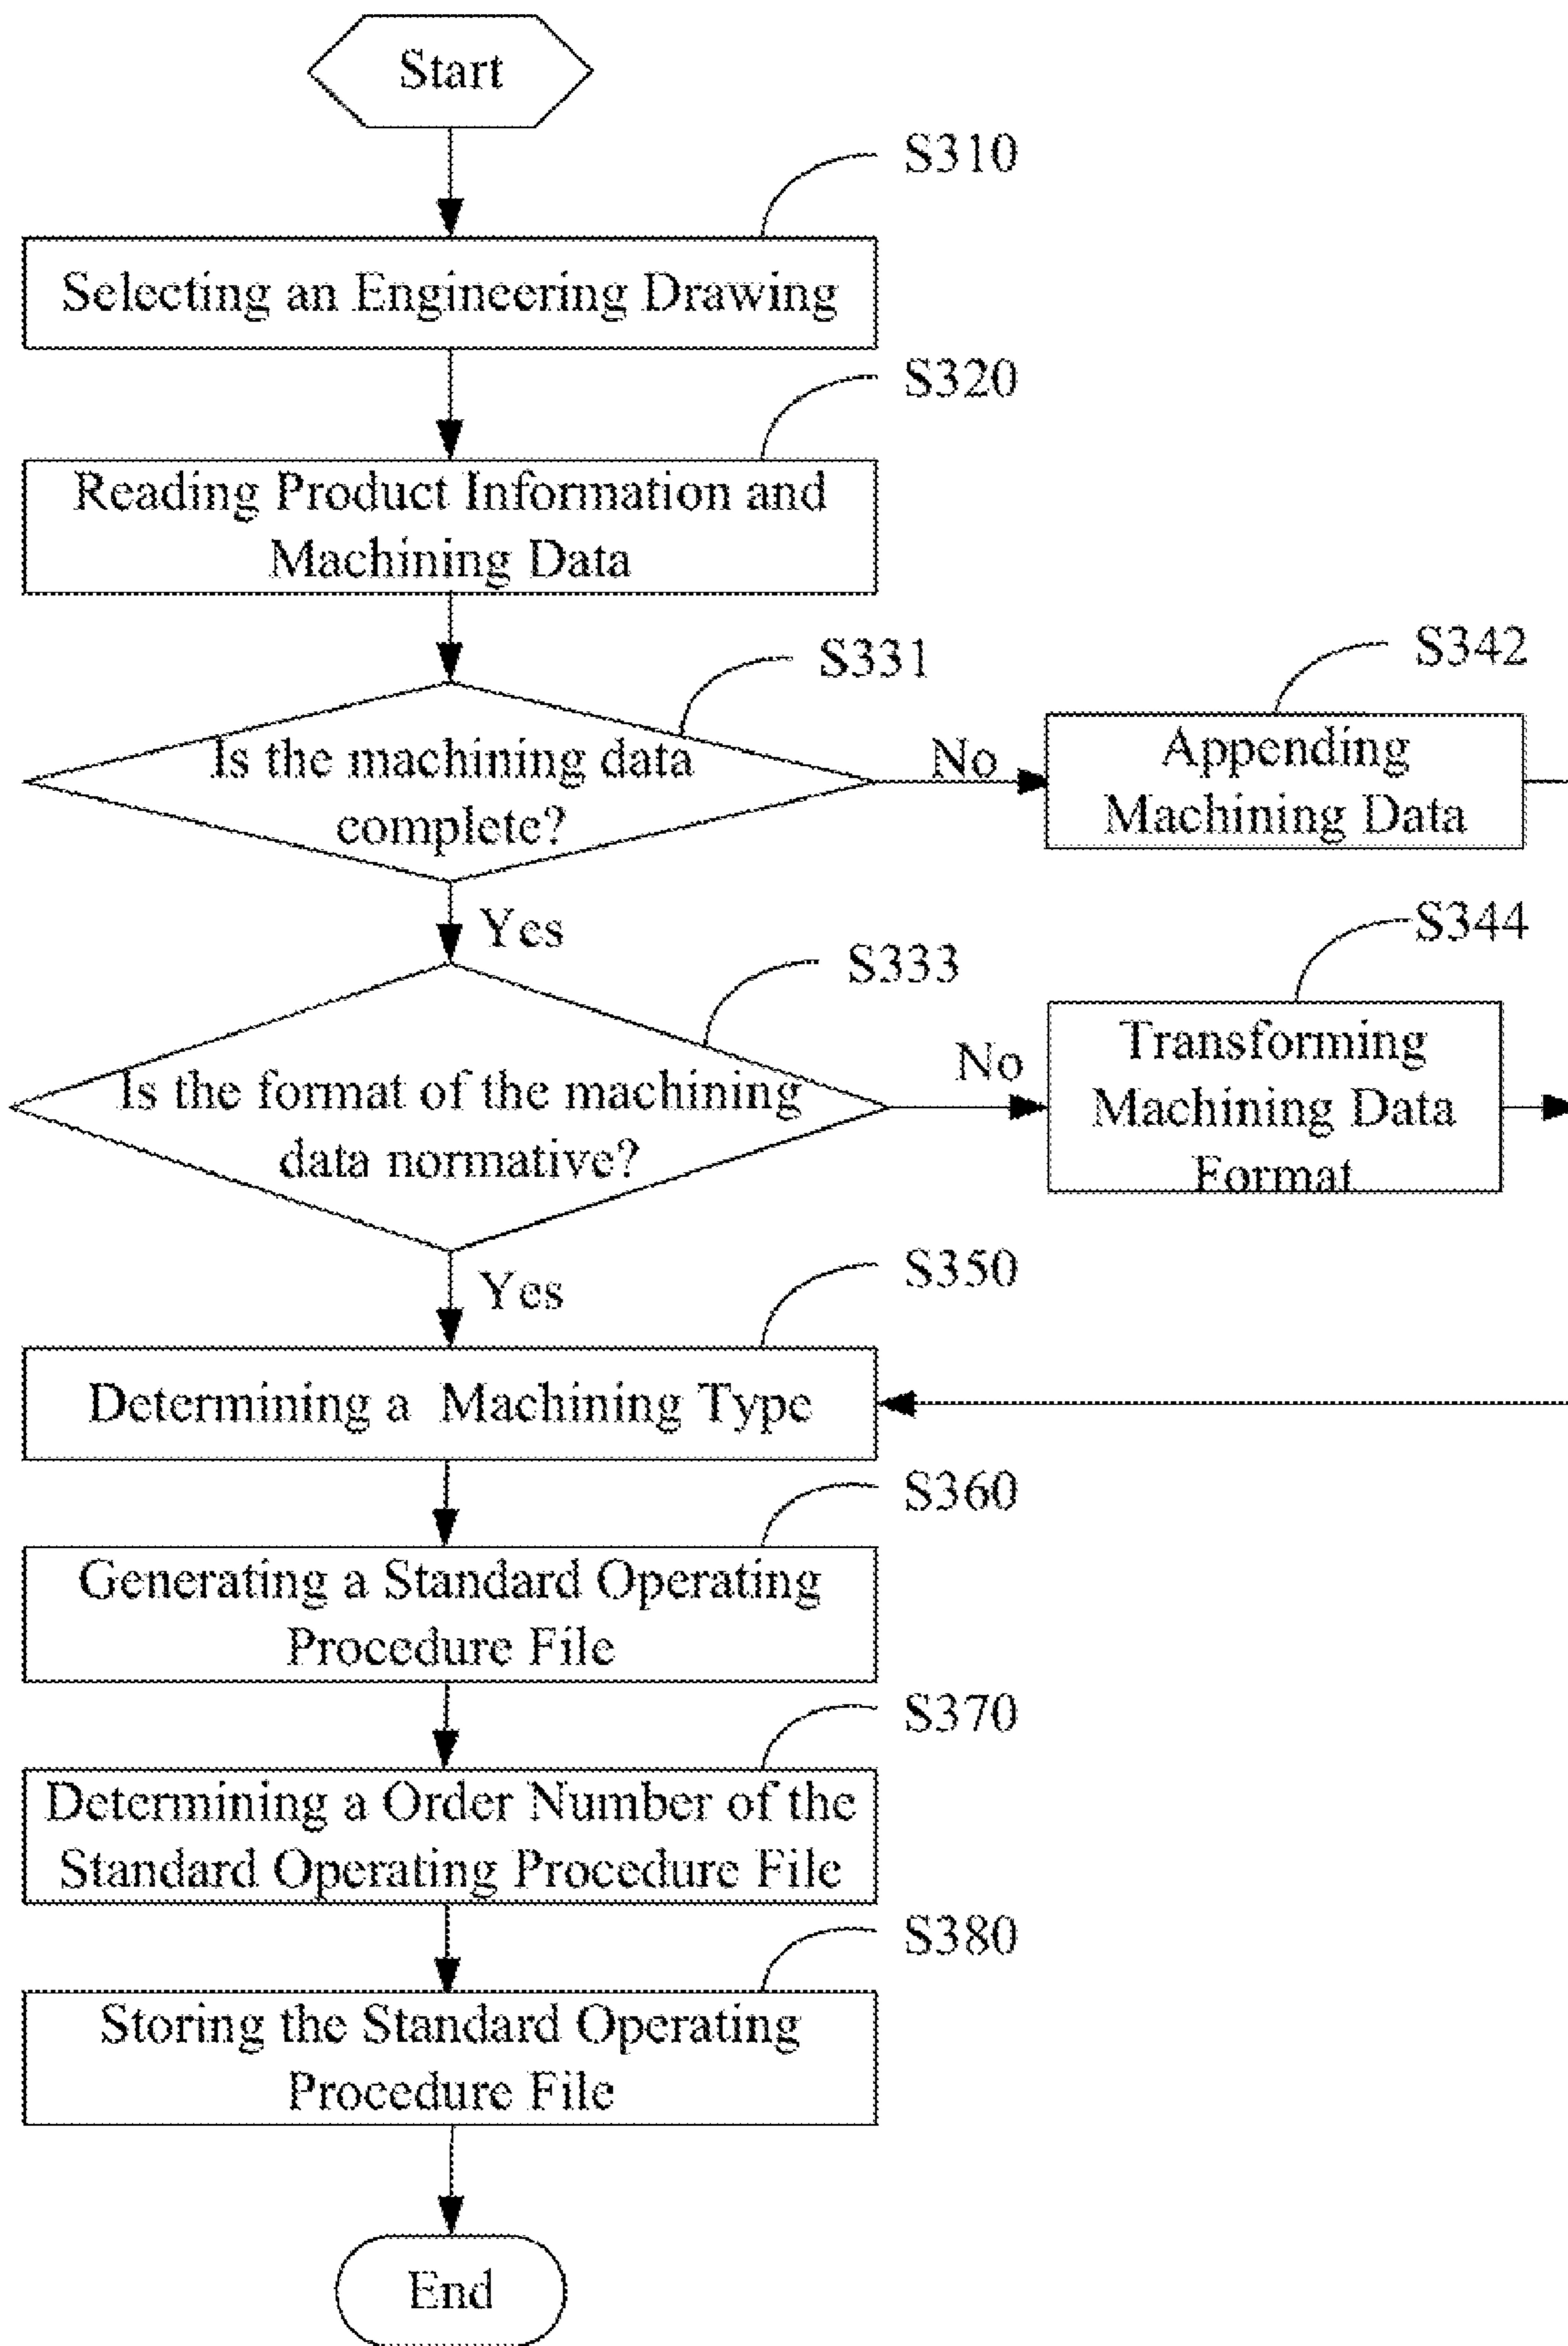 Start
S310
Selecting an Engineering Drawing
S320
Reading Product Information and
Machining Data
S331
Is the machining data
complete?
No
S342
Appending
Machining Data
Yes
S333
Is the format of the machining
data normative?
No
S344
Transforming
Machining Data
Format
Yes
S350
Determining a Machining Type
S360
Generating a Standard Operating
Procedure File
S370
Determining a Order Number of the
Standard Operating Procedure File
S380
Storing the Standard Operating
Procedure File
End